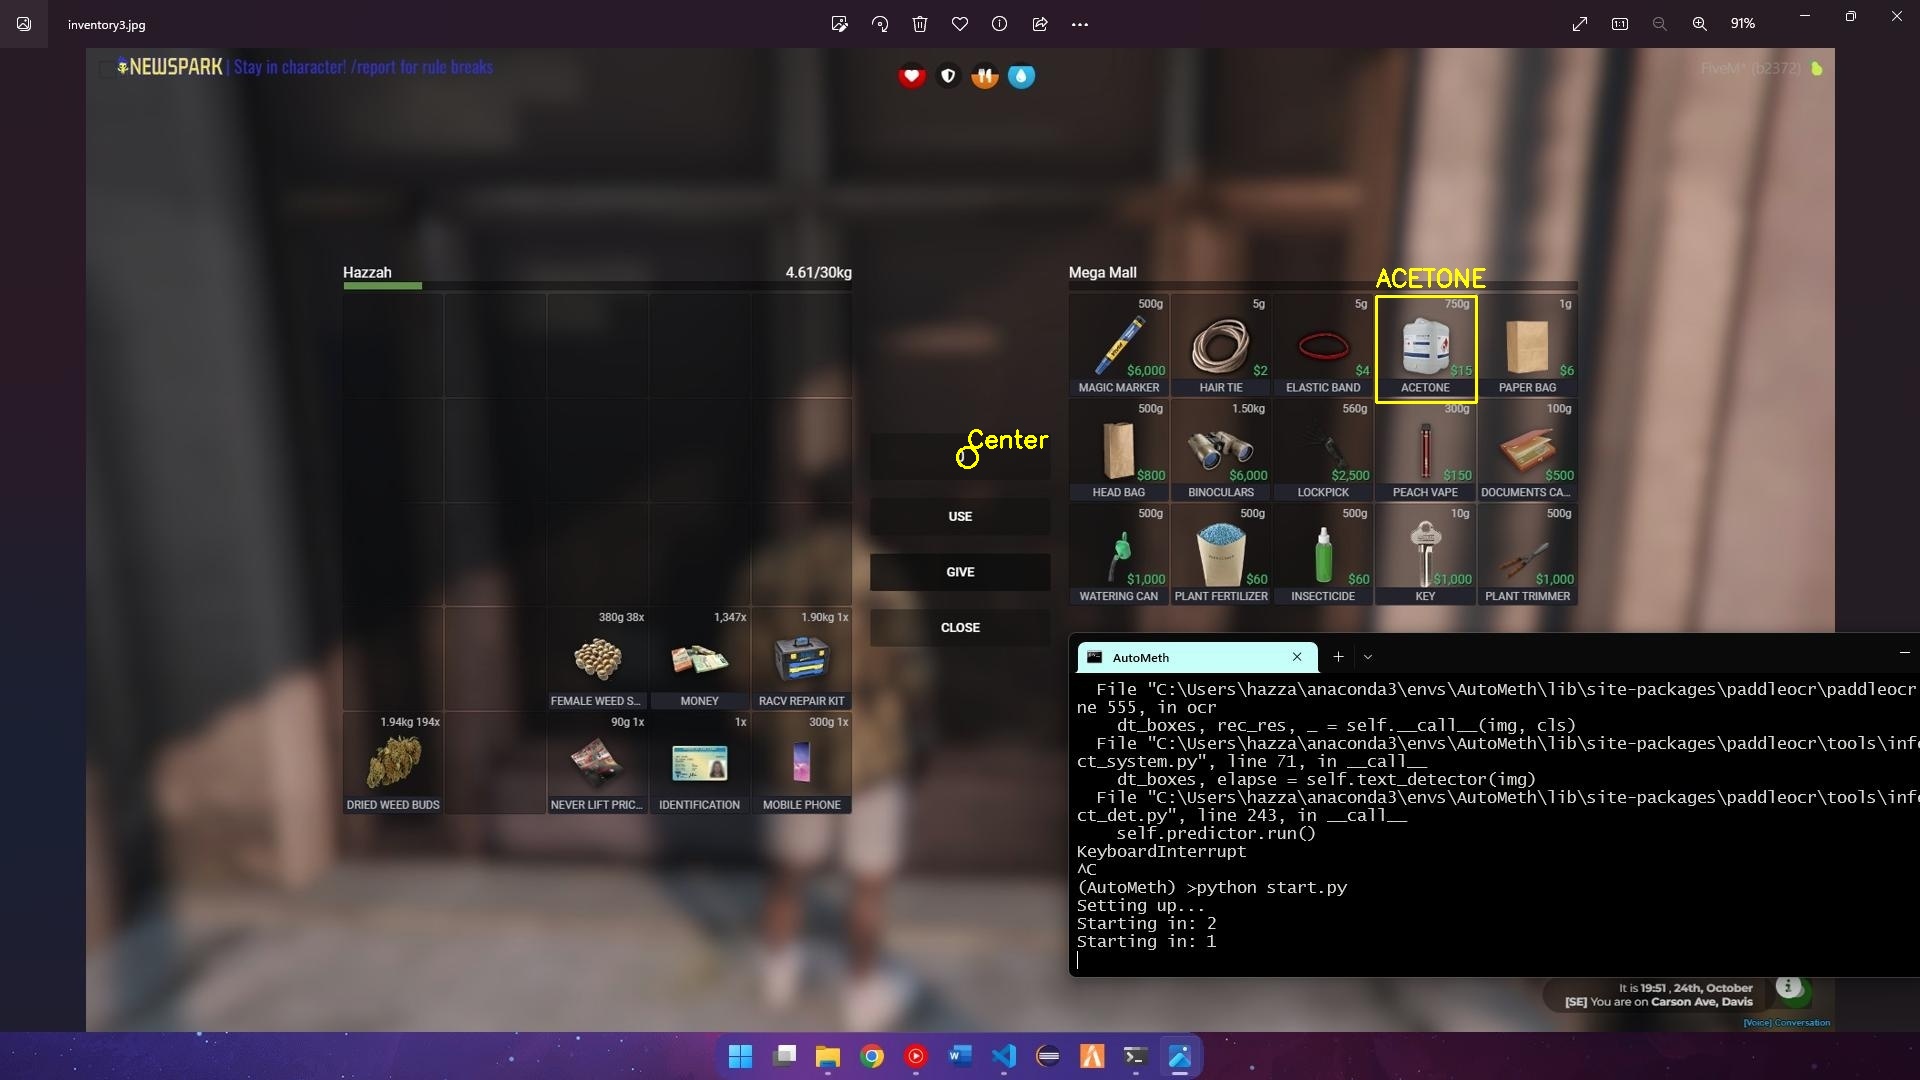 inventory3.jpg
91%
NEWSPARK | Stay in character! /report for rule breaks
FiveM* (b2372)
Hazzah
4.61/30kg
Mega Mall
ACETONE
500g
5g
5g
750g
1g
$6,000
$2
$4
$15
$6
MAGIC MARKER
HAIR TIE
ELASTIC BAND
ACETONE
PAPER BAG
500g
1.50kg
560g
300g
100g
Center
$800
$6,000
$2,500
$150
$500
HEAD BAG
BINOCULARS
LOCKPICK
PEACH VAPE
DOCUMENTS CA...
500g
500g
500g
10g
500g
USE
$1,000
$60
$60
$1,000
$1,000
WATERING CAN
PLANT FERTILIZER
INSECTICIDE
KEY
PLANT TRIMMER
GIVE
CLOSE
380g 38x
1,347x
1.90kg 1x
FEMALE WEED S...
MONEY
RACV REPAIR KIT
1.94kg 194x
90g 1x
1x
300g 1x
DRIED WEED BUDS
NEVER LIFT PRIC...
IDENTIFICATION
MOBILE PHONE
AutoMeth
File "C:\Users\hazza\anaconda3\envs\AutoMeth\lib\site-packages\paddleocr\paddleocr
ne 555, in ocr
dt_boxes, rec_res, _ = self.__call__(img, cls)
File "C:\Users\hazza\anaconda3\envs\AutoMeth\lib\site-packages\paddleocr\tools\infe
ct_system.py", line 71, in __call__
dt_boxes, elapse = self.text_detector(img)
File "C:\Users\hazza\anaconda3\envs\AutoMeth\lib\site-packages\paddleocr\tools\infe
ct_det.py", line 243, in __call__
self.predictor.run()
KeyboardInterrupt
^C
(AutoMeth) >python start.py
Setting up...
Starting in: 2
Starting in: 1
It is 19:51 , 24th, October
[SE] You are on Carson Ave, Davis
[Voice] Conversation